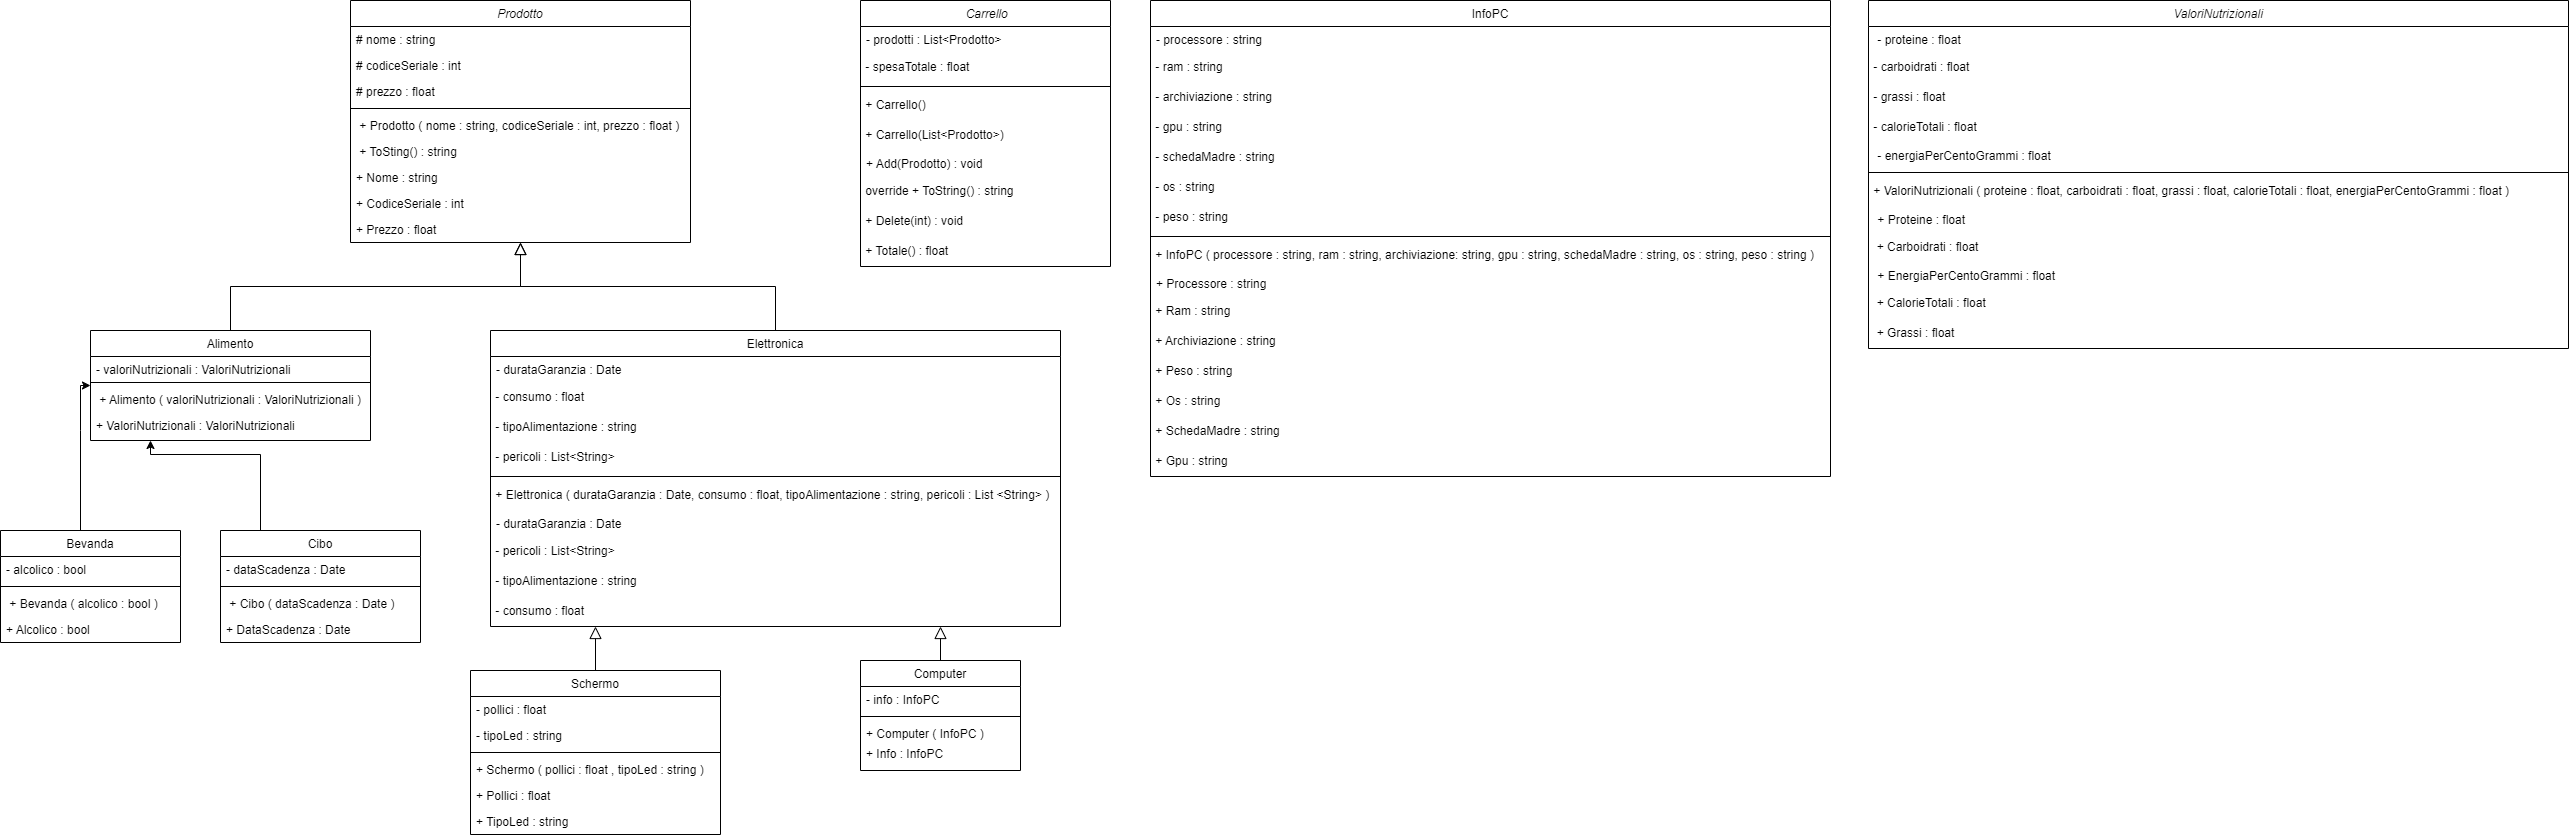 Prodotto
# nome : string
# codiceSeriale : int
# prezzo : float
+ Prodotto ( nome : string, codiceSeriale : int, prezzo : float )
+ ToSting() : string
+ Nome : string
+ CodiceSeriale : int
+ Prezzo : float
Carrello
- prodotti : List<Prodotto>
- spesaTotale : float
+ Carrello()
+ Carrello(List<Prodotto>)
+ Add(Prodotto) : void
override + ToString() : string
+ Delete(int) : void
+ Totale() : float
InfoPC
- processore : string
- ram : string
- archiviazione : string
- gpu : string
- schedaMadre : string
- os : string
- peso : string
+ InfoPC ( processore : string, ram : string, archiviazione: string, gpu : string, schedaMadre : string, os : string, peso : string )
+ Processore : string
+ Ram : string
+ Archiviazione : string
+ Peso : string
+ Os : string
+ SchedaMadre : string
+ Gpu : string
ValoriNutrizionali
- proteine : float
- carboidrati : float
- grassi : float
- calorieTotali : float
- energiaPerCentoGrammi : float
+ ValoriNutrizionali ( proteine : float, carboidrati : float, grassi : float, calorieTotali : float, energiaPerCentoGrammi : float )
+ Proteine : float
+ Carboidrati : float
+ EnergiaPerCentoGrammi : float
+ CalorieTotali : float
+ Grassi : float
Alimento
- valoriNutrizionali : ValoriNutrizionali
+ Alimento ( valoriNutrizionali : ValoriNutrizionali )
+ ValoriNutrizionali : ValoriNutrizionali
Elettronica
- durataGaranzia : Date
- consumo : float
- tipoAlimentazione : string
- pericoli : List<String>
+ Elettronica ( durataGaranzia : Date, consumo : float, tipoAlimentazione : string, pericoli : List <String> )
- durataGaranzia : Date
- pericoli : List<String>
- tipoAlimentazione : string
- consumo : float
Bevanda
- alcolico : bool
+ Bevanda ( alcolico : bool )
+ Alcolico : bool
Cibo
- dataScadenza : Date
+ Cibo ( dataScadenza : Date )
+ DataScadenza : Date
Schermo
- pollici : float
- tipoLed : string
+ Schermo ( pollici : float , tipoLed : string )
+ Pollici : float
+ TipoLed : string
Computer
- info : InfoPC
+ Computer ( InfoPC )
+ Info : InfoPC